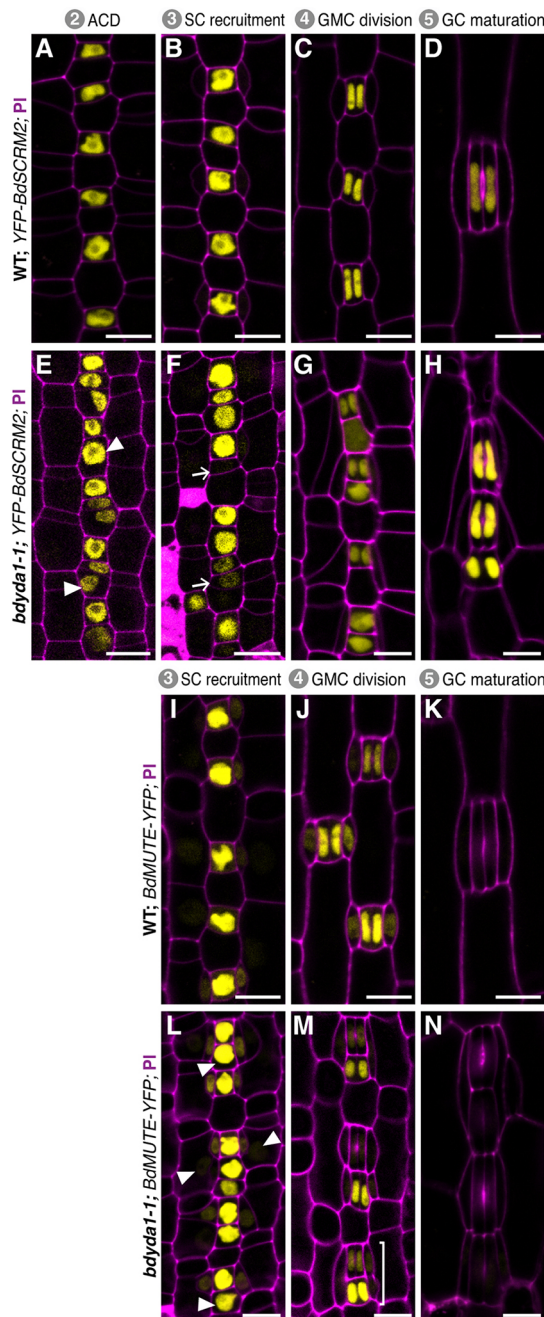 2 ACD
3 SC recruitment
4 GMC division
5 GC maturation
WT; YFP-BdSCRM2; PI
A
B
C
D
bdyda1-1; YFP-BdSCRM2; PI
E
F
G
H
3 SC recruitment
4 GMC division
5 GC maturation
WT; BdMUTE-YFP; PI
I
J
K
bdyda1-1; BdMUTE-YFP; PI
L
M
N